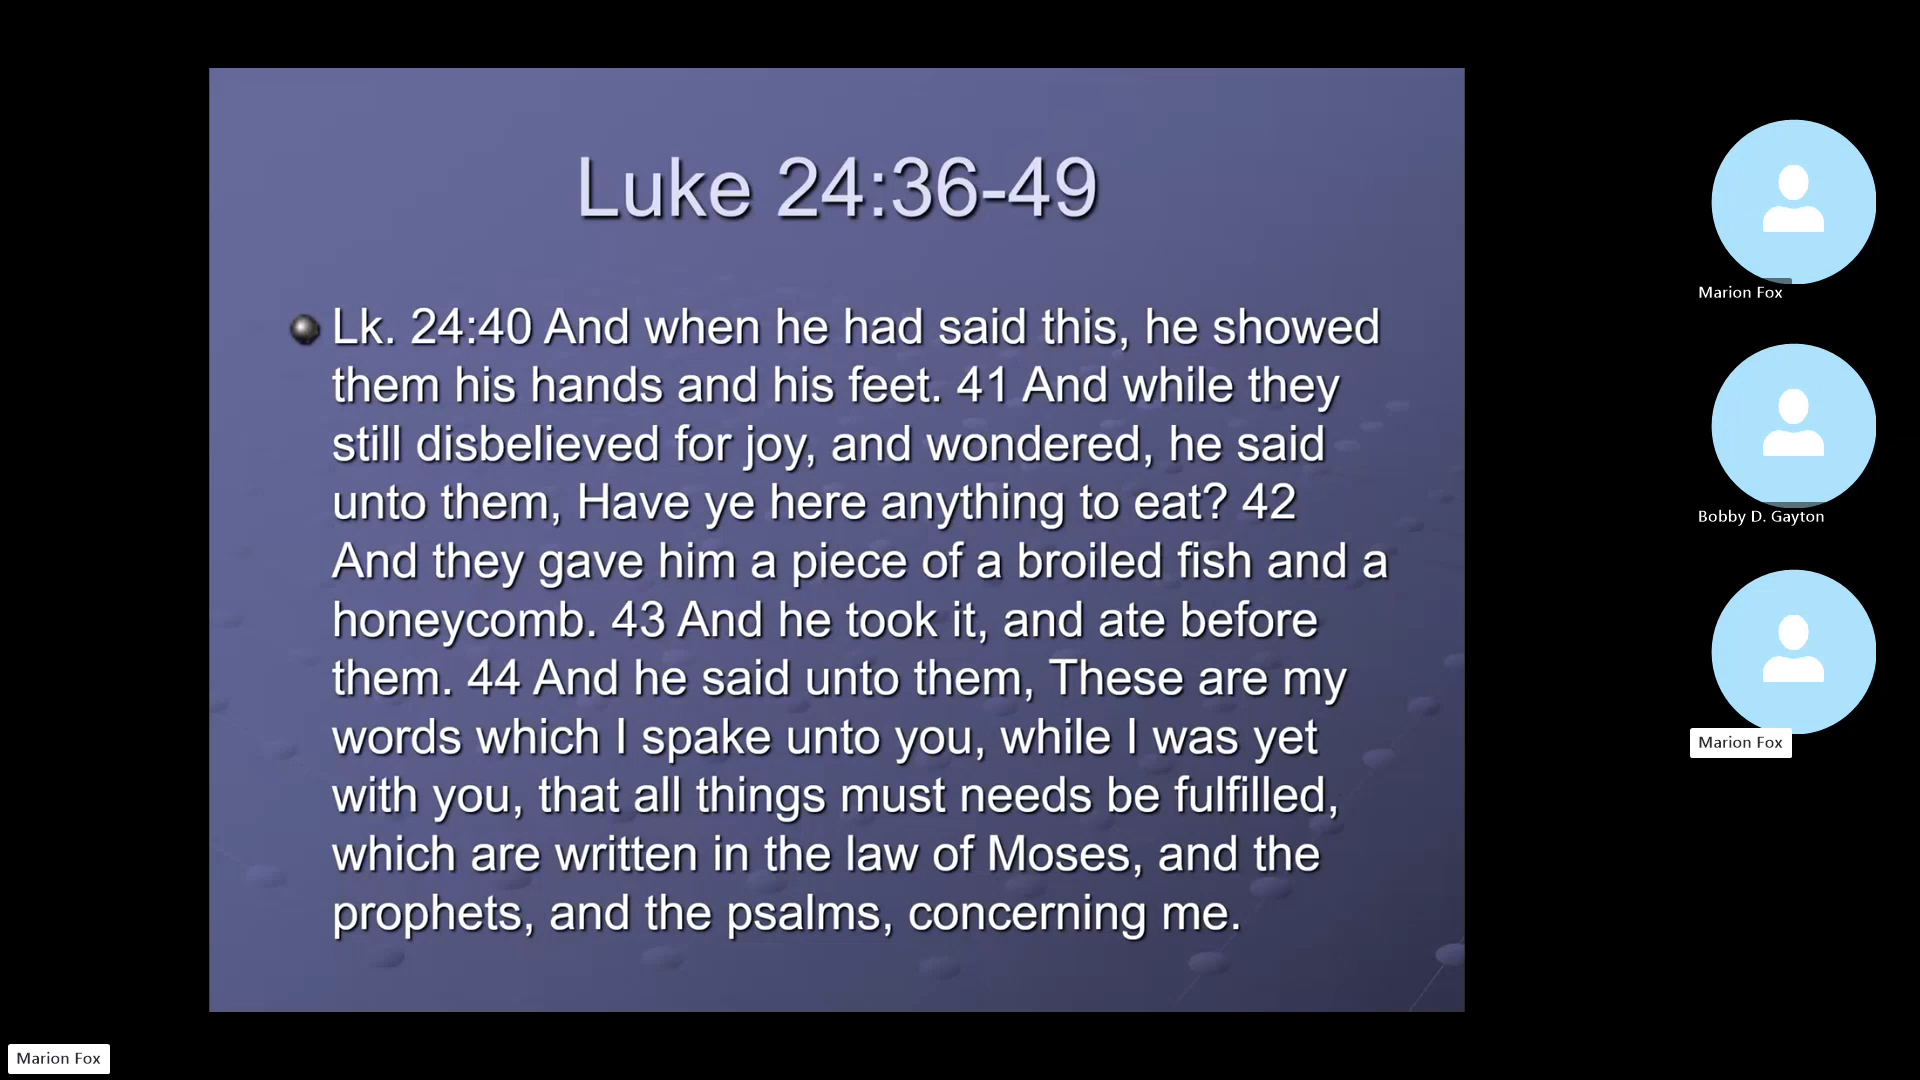 Luke 24:36-49
Lk. 24:40 And when he had said this, he showed
them his hands and his feet. 41 And while they
still disbelieved for joy, and wondered, he said
unto them, Have ye here anything to eat? 42
And they gave him a piece of a broiled fish and a
honeycomb. 43 And he took it, and ate before
them. 44 And he said unto them, These are my
words which I spake unto you, while I was yet
with you, that all things must needs be fulfilled,
which are written in the law of Moses, and the
prophets, and the psalms, concerning me.
Marion Fox
Bobby D. Gayton
Marion Fox
Marion Fox